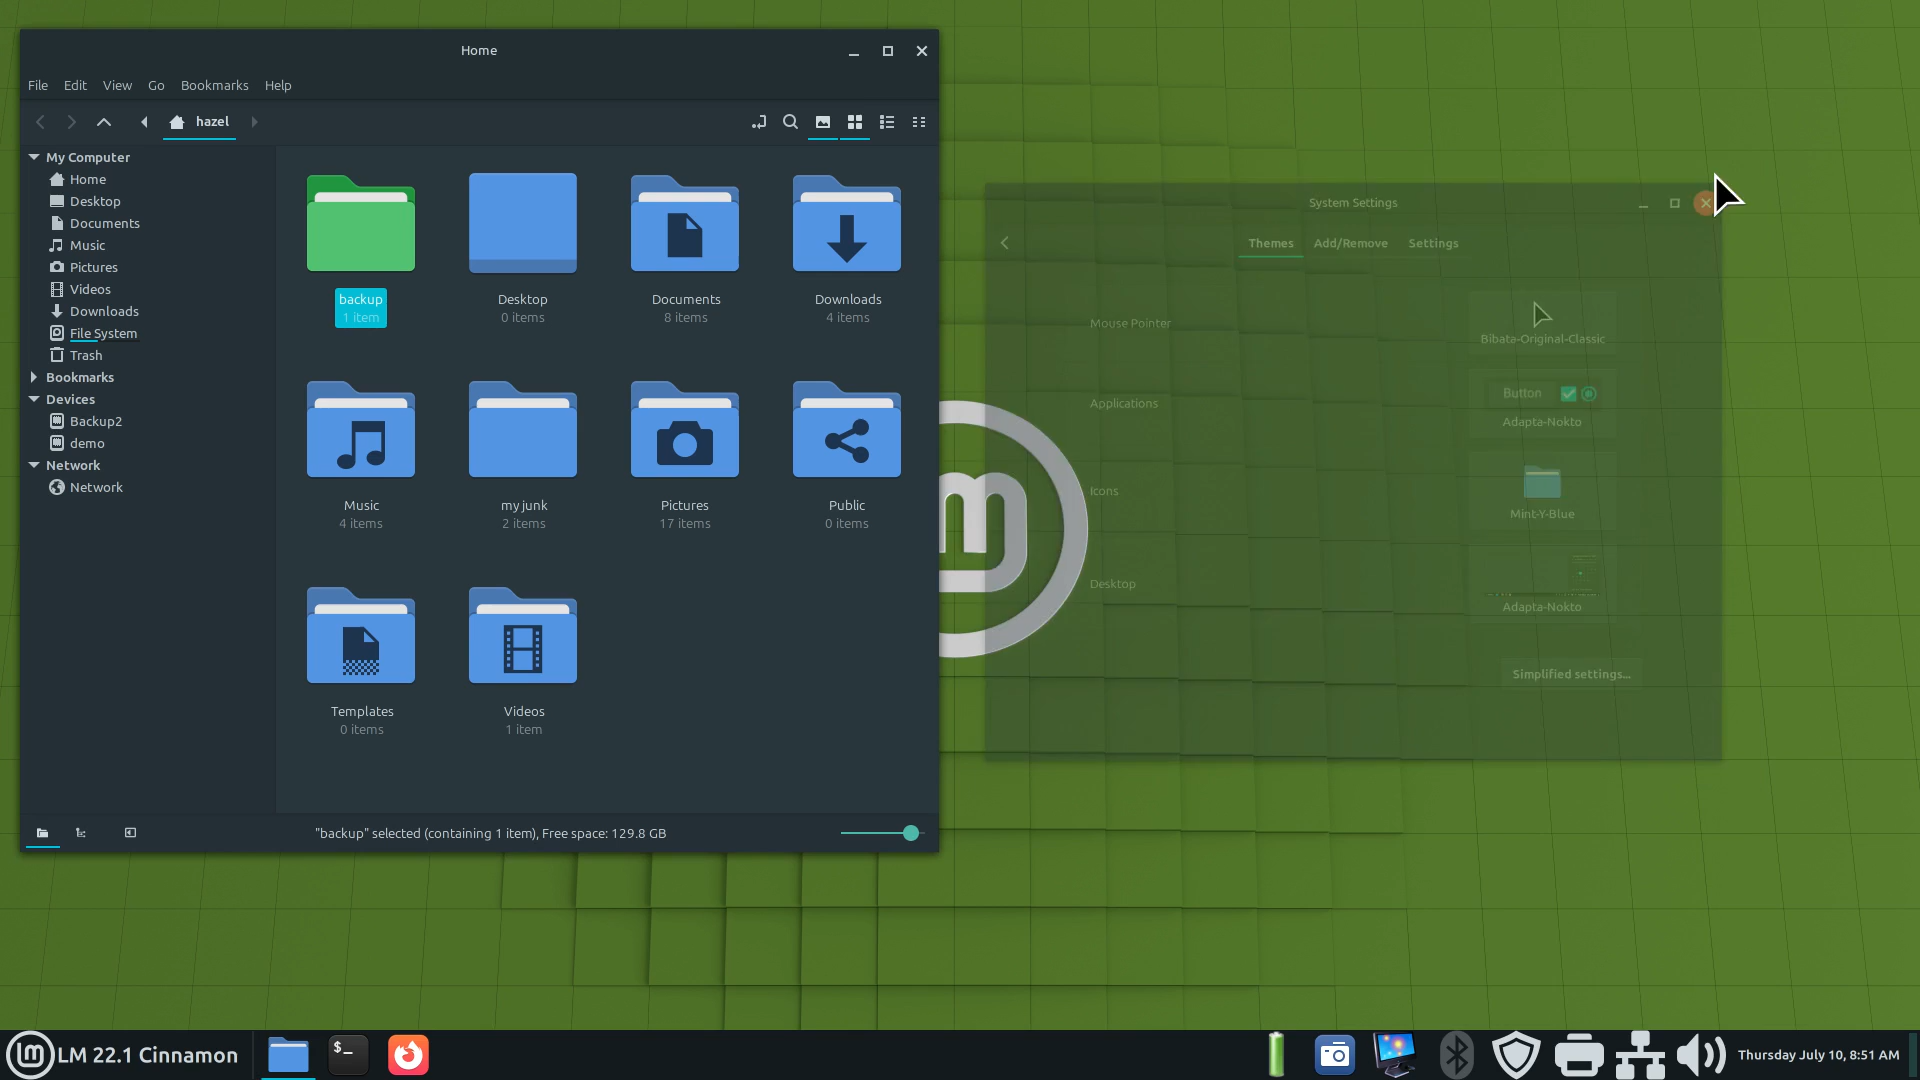 Home
File Edit View Go Bookmarks Help
hazel
My Computer
Home
Desktop
Documents
Music
Pictures
Videos
Downloads
File System
Trash
Bookmarks
Devices
Backup2
demo
Network
Network
backup Desktop Documents Downloads
1 item 0 items 8 items 4 items
Music my junk Pictures Public
4 items 2 items 17 items 0 items
Templates Videos
0 items 1 item
"backup" selected (containing 1 item), Free space: 129.8 GB
System Settings
Themes Add/Remove Settings
Mouse Pointer
Bibata-Original-Classic
Applications
Button
Adapta-Nokto
Icons
Mint-Y-Blue
Desktop
Adapta-Nokto
Simplified settings...
LM 22.1 Cinnamon
$_
Thursday July 10, 8:51 AM